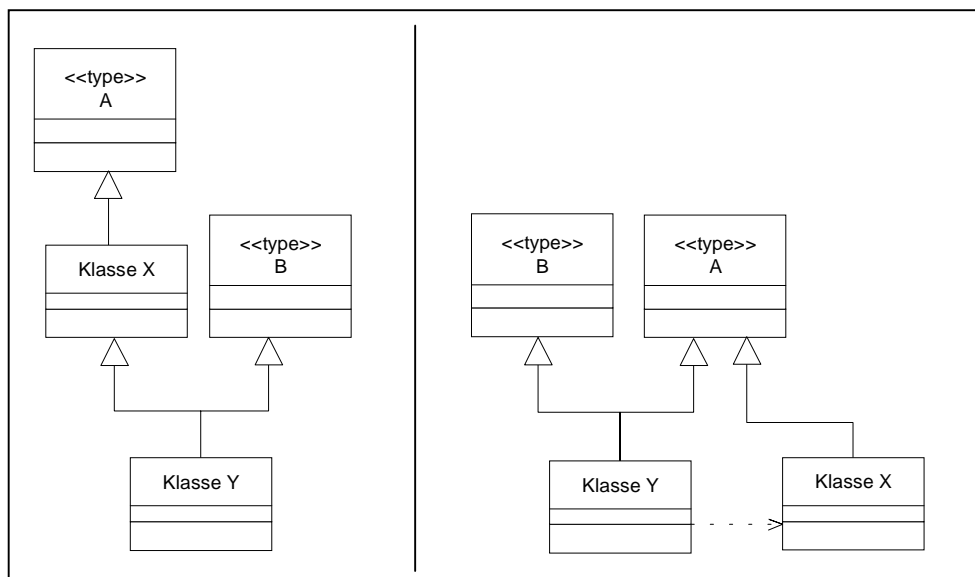 <<type>>
A
Klasse X
<<type>>
B
Klasse Y
<<type>>
B
<<type>>
A
Klasse Y
Klasse X